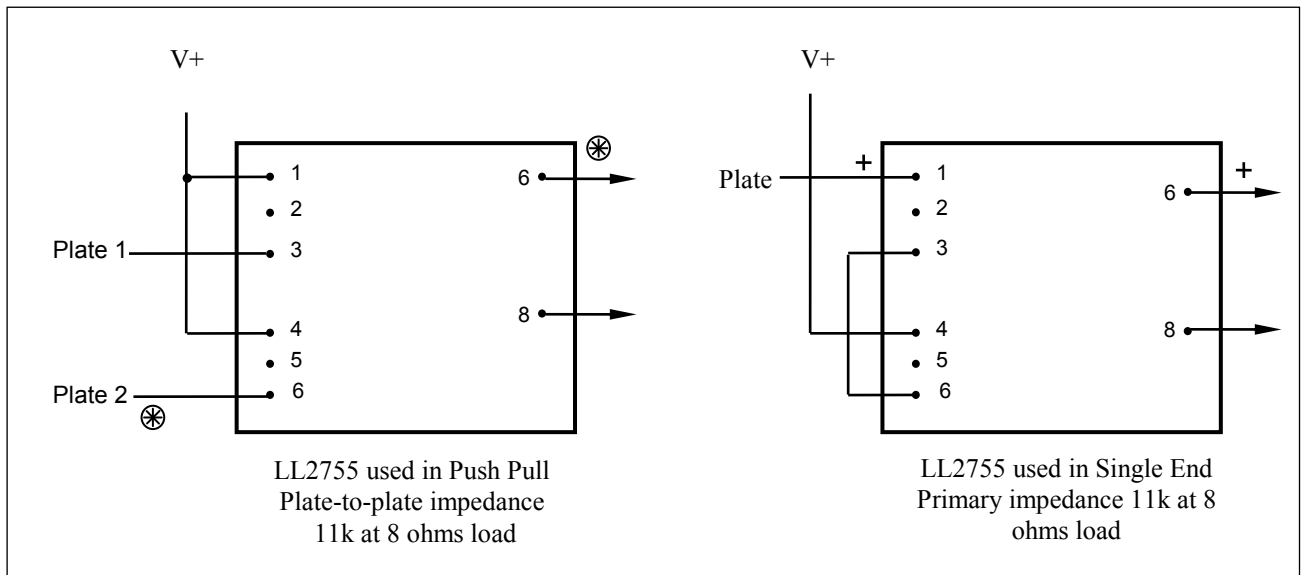 V+
1
2
Plate 1
3
4
5
Plate 2
6
6
8
LL2755 used in Push Pull
Plate-to-plate impedance
11k at 8 ohms load
V+
Plate
+
1
2
3
4
5
6
6
+
8
LL2755 used in Single End
Primary impedance 11k at 8
ohms load